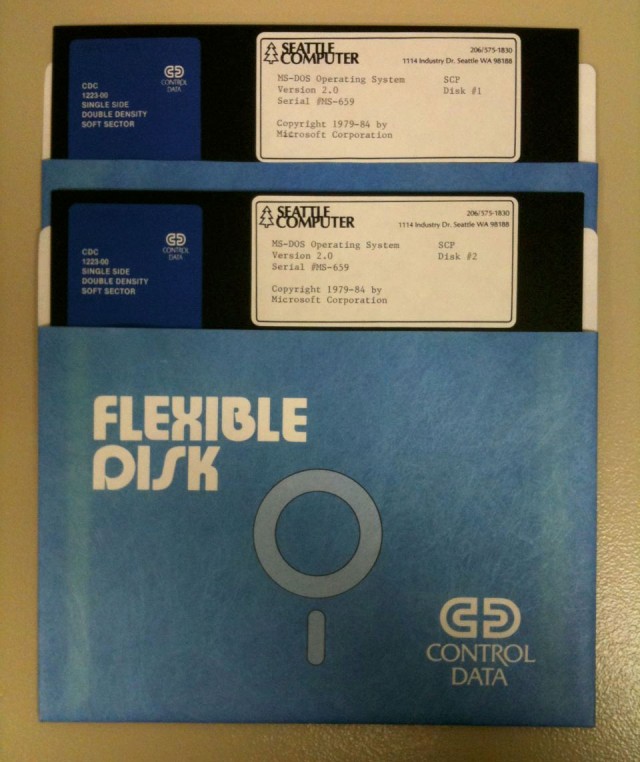 CDC
1223-00
SINGLE SIDE
DOUBLE DENSITY
SOFT SECTOR
CONTROL
DATA
SEATTLE
COMPUTER
206/575-1830
1114 Industry Dr. Seattle WA 98188
MS-DOS Operating System SCP
Version 2.0 Disk #1
Serial #MS-659
Copyright 1979-84 by
Microsoft Corporation
CDC
1223-00
SINGLE SIDE
DOUBLE DENSITY
SOFT SECTOR
CONTROL
DATA
SEATTLE
COMPUTER
206/575-1830
1114 Industry Dr. Seattle WA 98188
MS-DOS Operating System SCP
Version 2.0 Disk #2
Serial #MS-659
Copyright 1979-84 by
Microsoft Corporation
FLEXIBLE
DISK
CONTROL
DATA